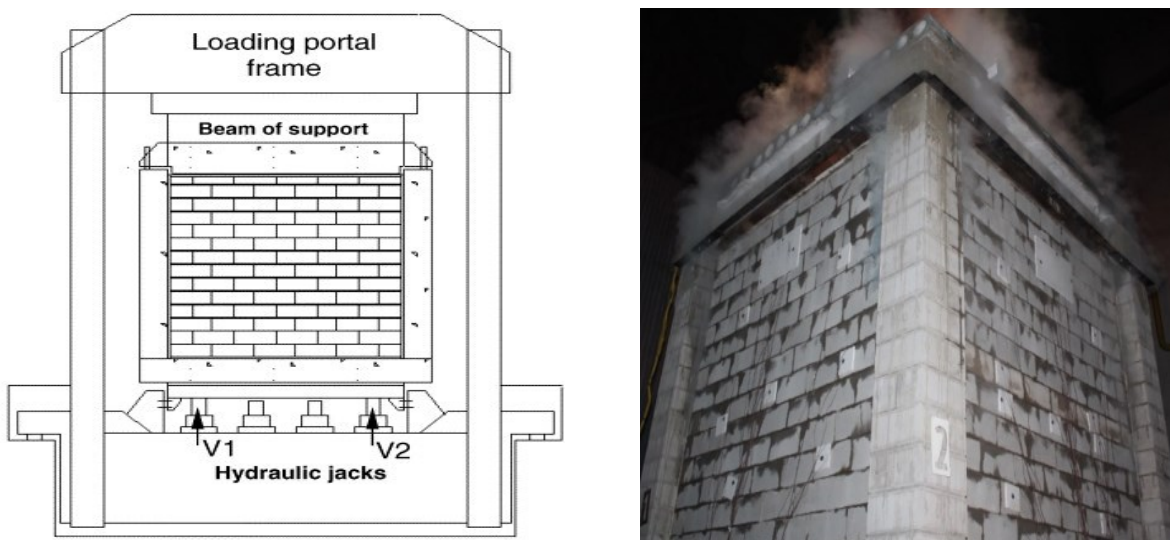 Loading portal
frame
Beam of support
V1
V2
Hydraulic jacks
2